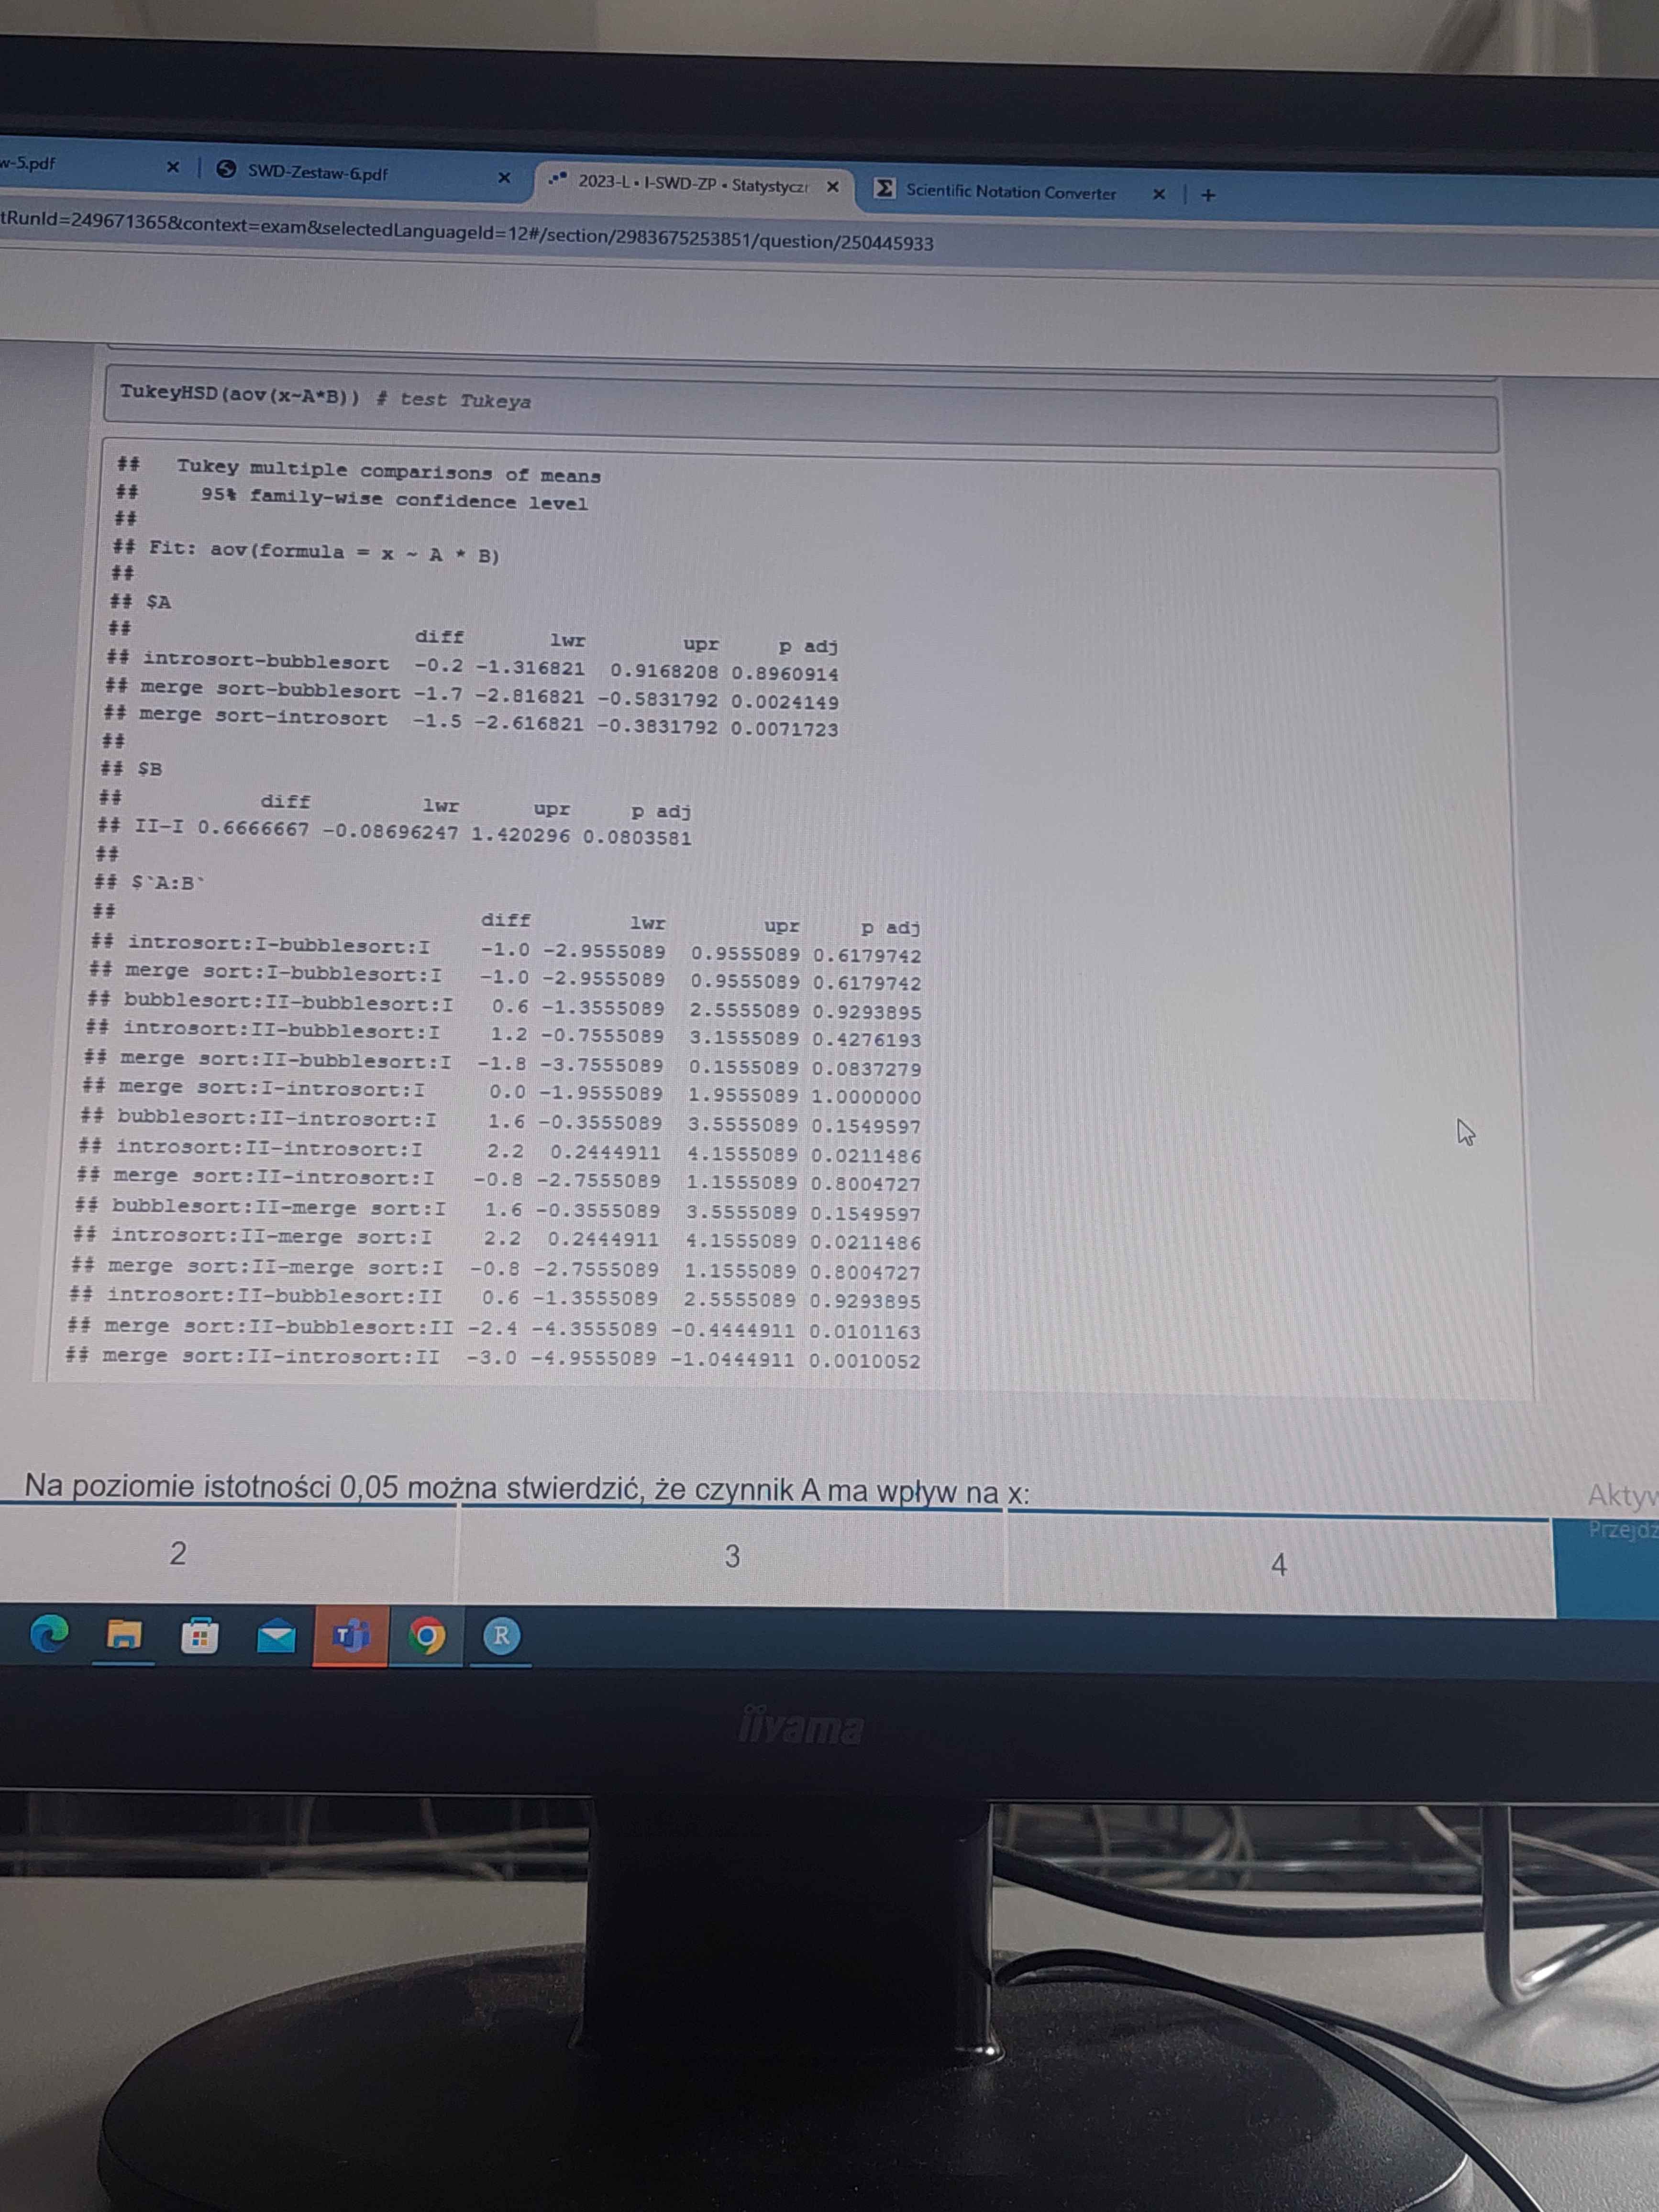 w-5.pdf
SWD-Zestaw-6.pdf
2023-L • I-SWD-ZP • Statystycz
Scientific Notation Converter
tRunId=249671365&context=exam&selectedLanguageId=12#/section/2983675253851/question/250445933
TukeyHSD(aov(x~A*B)) # test Tukeya
## Tukey multiple comparisons of means
## 95% family-wise confidence level
##
## Fit: aov(formula = x ~ A * B)
##
## $A
## diff lwr upr p adj
## introsort-bubblesort -0.2 -1.316821 0.9168208 0.8960914
## merge sort-bubblesort -1.7 -2.816821 -0.5831792 0.0024149
## merge sort-introsort -1.5 -2.616821 -0.3831792 0.0071723
##
## $B
## diff lwr upr p adj
## II-I 0.6666667 -0.08696247 1.420296 0.0803581
##
## $`A:B`
## diff lwr upr p adj
## introsort:I-bubblesort:I -1.0 -2.9555089 0.9555089 0.6179742
## merge sort:I-bubblesort:I -1.0 -2.9555089 0.9555089 0.6179742
## bubblesort:II-bubblesort:I 0.6 -1.3555089 2.5555089 0.9293895
## introsort:II-bubblesort:I 1.2 -0.7555089 3.1555089 0.4276193
## merge sort:II-bubblesort:I -1.8 -3.7555089 0.1555089 0.0837279
## merge sort:I-introsort:I 0.0 -1.9555089 1.9555089 1.0000000
## bubblesort:II-introsort:I 1.6 -0.3555089 3.5555089 0.1549597
## introsort:II-introsort:I 2.2 0.2444911 4.1555089 0.0211486
## merge sort:II-introsort:I -0.8 -2.7555089 1.1555089 0.8004727
## bubblesort:II-merge sort:I 1.6 -0.3555089 3.5555089 0.1549597
## introsort:II-merge sort:I 2.2 0.2444911 4.1555089 0.0211486
## merge sort:II-merge sort:I -0.8 -2.7555089 1.1555089 0.8004727
## introsort:II-bubblesort:II 0.6 -1.3555089 2.5555089 0.9293895
## merge sort:II-bubblesort:II -2.4 -4.3555089 -0.4444911 0.0101163
## merge sort:II-introsort:II -3.0 -4.9555089 -1.0444911 0.0010052
Na poziomie istotności 0,05 można stwierdzić, że czynnik A ma wpływ na x:
Aktyw
Przejdź
2
3
4
T
R
iiyama